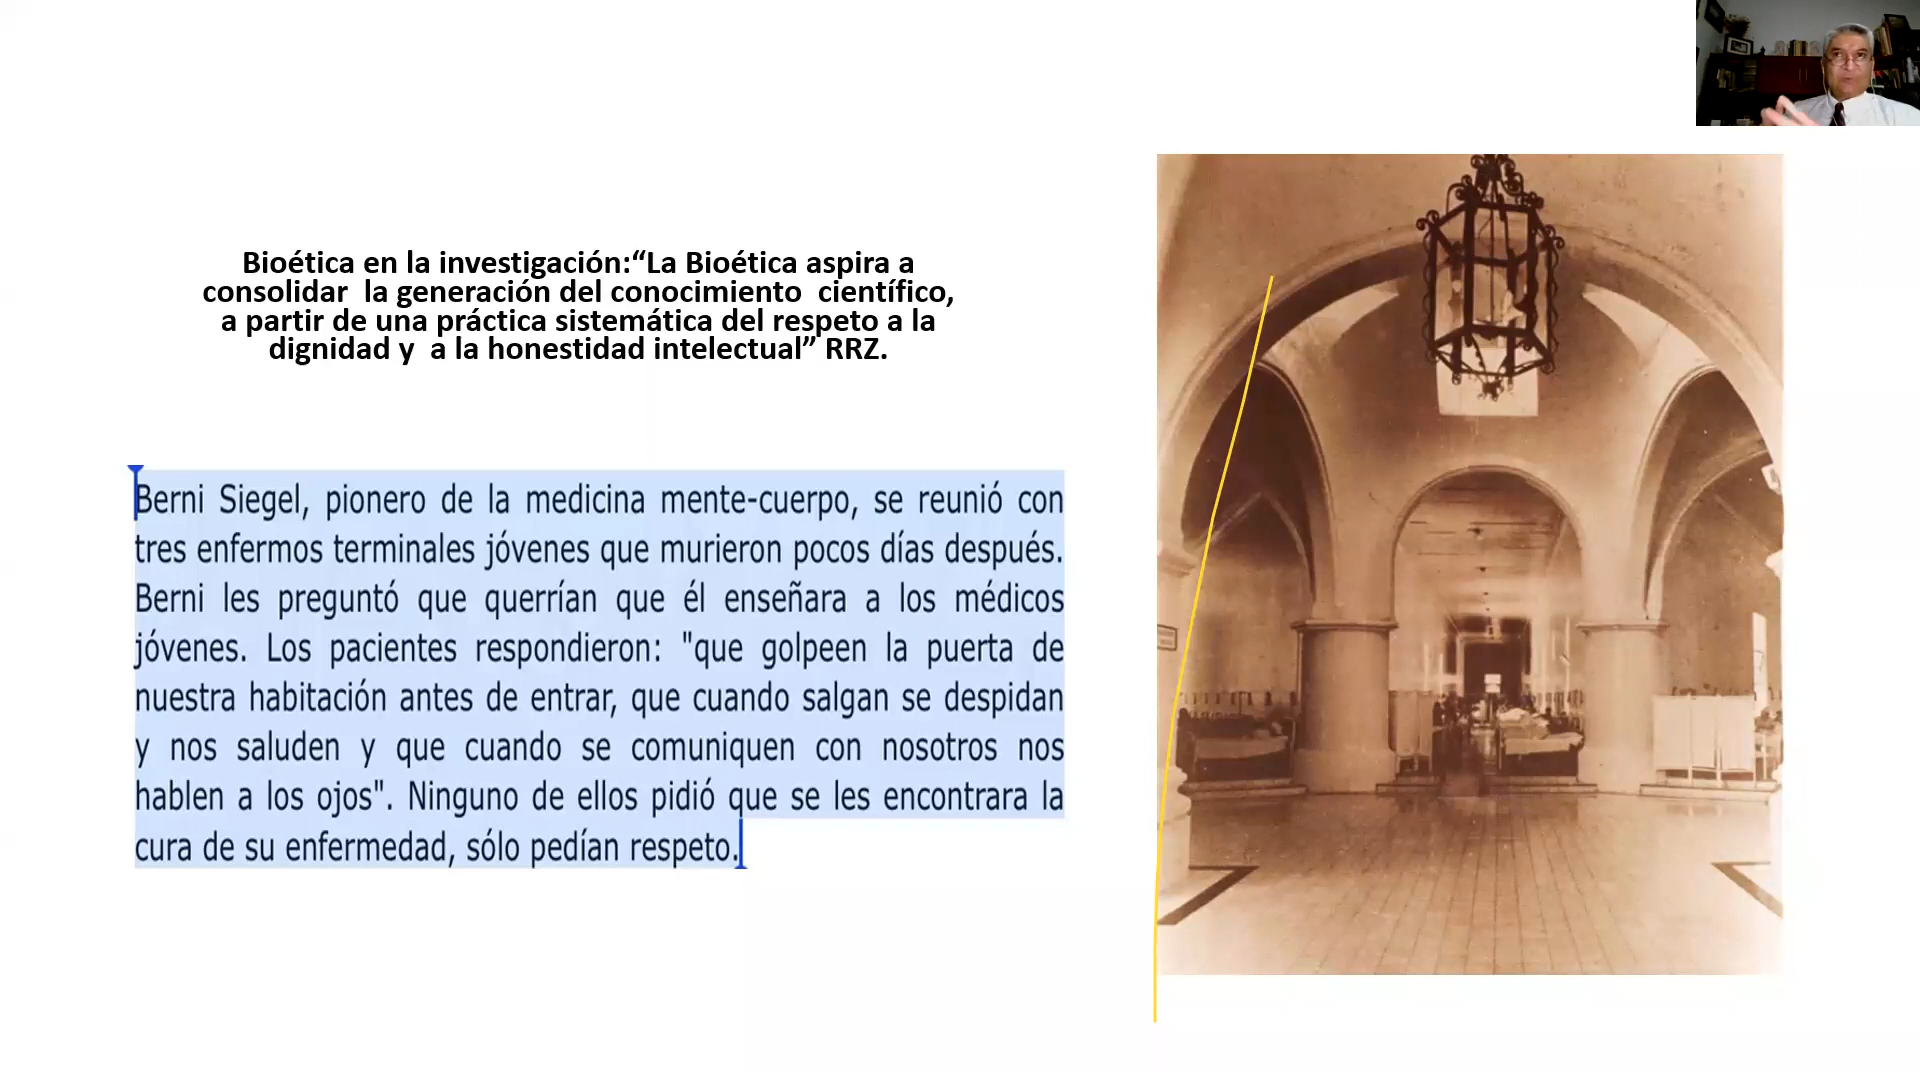 Bioética en la investigación:“La Bioética aspira a
consolidar  la generación del conocimiento  científico,
a partir de una práctica sistemática del respeto a la
dignidad y  a la honestidad intelectual” RRZ.
Berni Siegel, pionero de la medicina mente-cuerpo, se reunió con
tres enfermos terminales jóvenes que murieron pocos días después.
Berni les preguntó que querrían que él enseñara a los médicos
jóvenes. Los pacientes respondieron: "que golpeen la puerta de
nuestra habitación antes de entrar, que cuando salgan se despidan
y nos saluden y que cuando se comuniquen con nosotros nos
hablen a los ojos". Ninguno de ellos pidió que se les encontrara la
cura de su enfermedad, sólo pedían respeto.